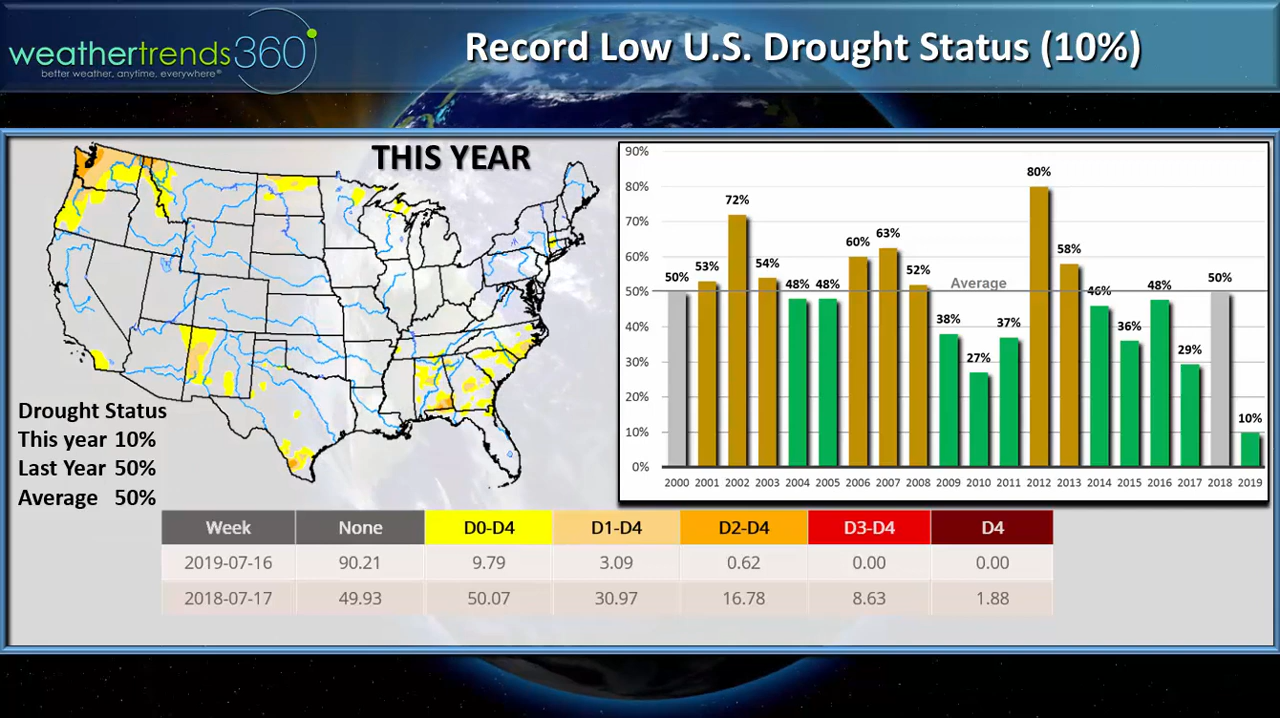 weathertrends360°
better weather, anytime, everywhere®
Record Low U.S. Drought Status (10%)
THIS YEAR
Drought Status
This year 10%
Last Year 50%
Average 50%
90%
80%
70%
60%
50%
40%
30%
20%
10%
0%
50% 53% 72% 54% 48% 48% 60% 63% 52% 38% 27% 37% 80% 58% 46% 36% 48% 29% 50% 10%
Average
2000 2001 2002 2003 2004 2005 2006 2007 2008 2009 2010 2011 2012 2013 2014 2015 2016 2017 2018 2019
Week None D0-D4 D1-D4 D2-D4 D3-D4 D4
2019-07-16 90.21 9.79 3.09 0.62 0.00 0.00
2018-07-17 49.93 50.07 30.97 16.78 8.63 1.88